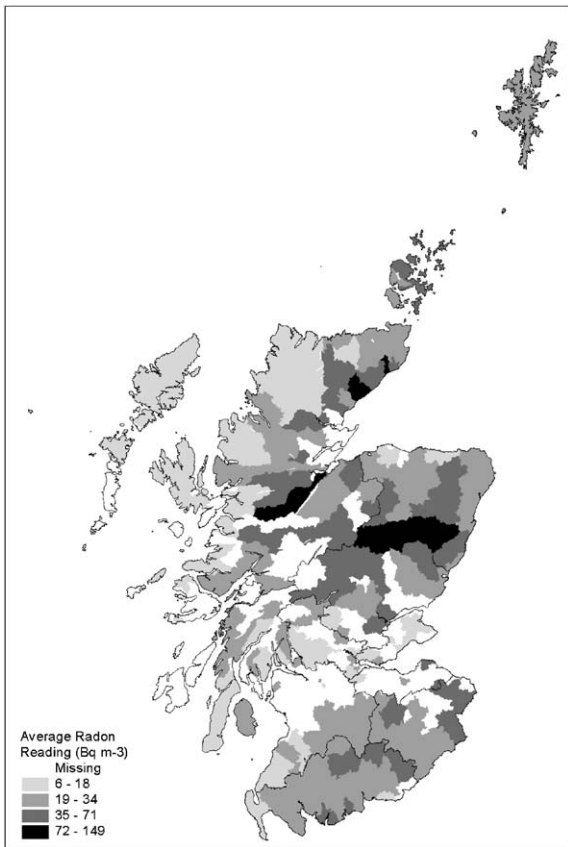 Average Radon
Reading (Bq m-3)
Missing
6 - 18
19 - 34
35 - 71
72 - 149